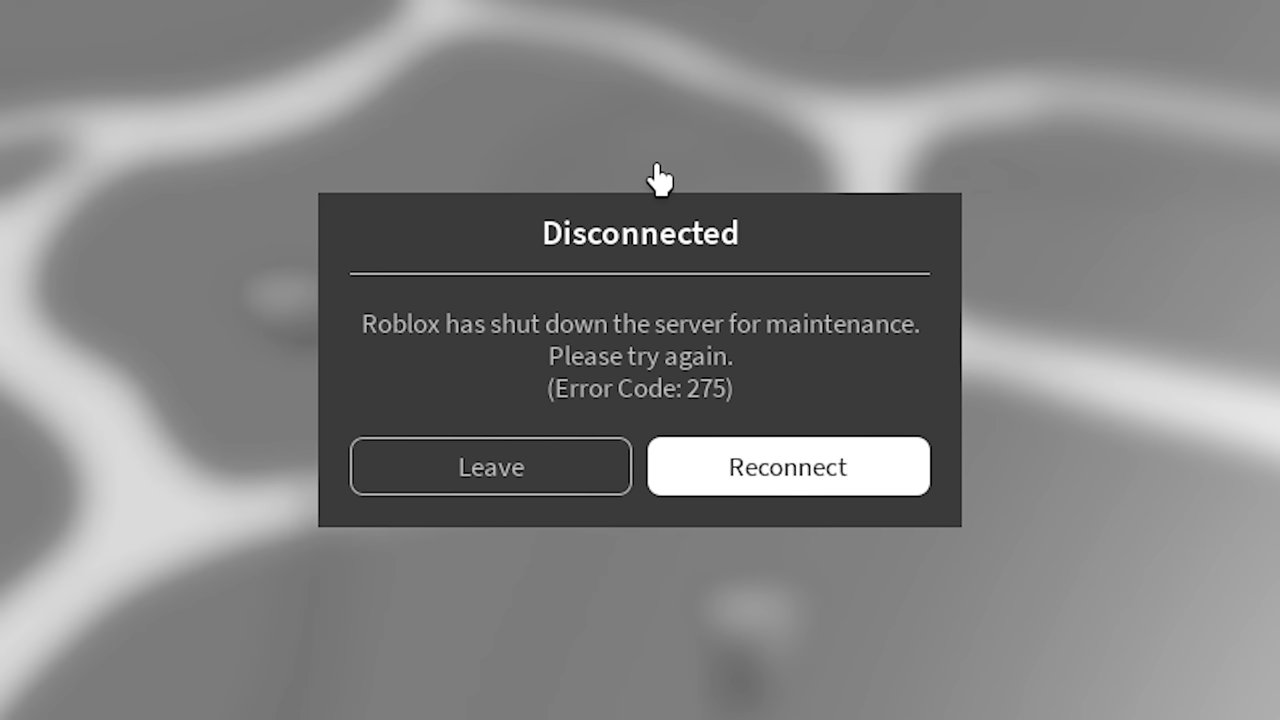 Disconnected
Roblox has shut down the server for maintenance.
Please try again.
(Error Code: 275)
Leave
Reconnect